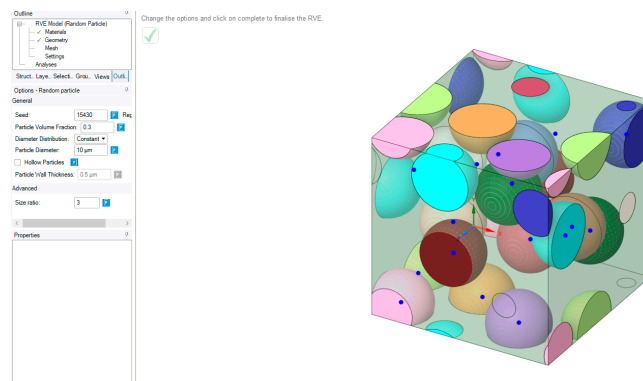 Outline
Change the options and click on complete to finalise the RVE.
RVE Model (Random Particle)
Materials
Geometry
Mesh
Settings
Analyses
Struct.. Laye.. Selecti.. Grou.. Views Outli..
Options - Random particle
General
Seed: 15430 P Rep
Particle Volume Fraction: 0.3 P
Diameter Distribution: Constant
Particle Diameter: 10 µm P
Hollow Particles P
Particle Wall Thickness: 0.5 µm P
Advanced
Size ratio: 3 P
Properties